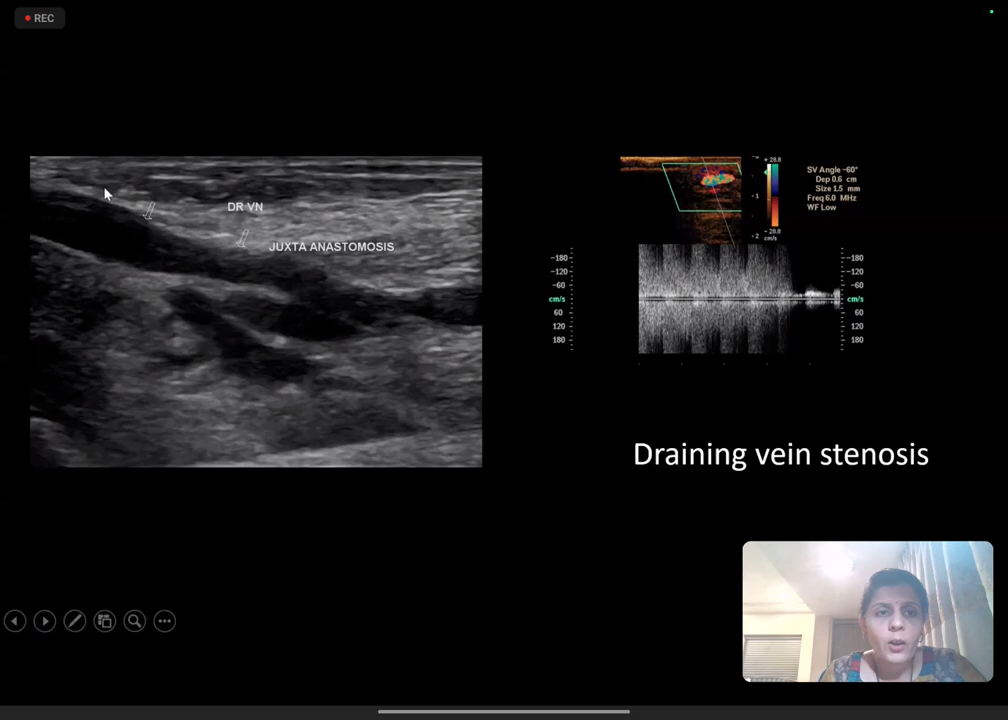 REC
DR VN
JUXTA ANASTOMOSIS
+ 28.8
- 28.8
cm/s
-1
-2
SV Angle -60°
Dep 0.6 cm
Size 1.5 mm
Freq 6.0 MHz
WF Low
-180
-120
-60
cm/s
60
120
180
-180
-120
-60
cm/s
60
120
180
Draining vein stenosis